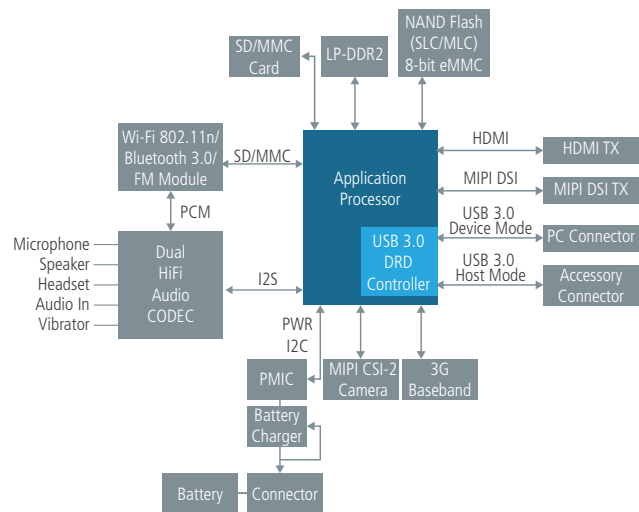 SD/MMC
Card
LP-DDR2
NAND Flash
(SLC/MLC)
8-bit eMMC
Wi-Fi 802.11n/
Bluetooth 3.0/
FM Module
SD/MMC
PCM
Application
Processor
HDMI
HDMI TX
MIPI DSI
MIPI DSI TX
USB 3.0
Device Mode
PC Connector
USB 3.0
DRD
Controller
USB 3.0
Host Mode
Accessory
Connector
Microphone
Speaker
Headset
Audio In
Vibrator
Dual
HiFi
Audio
CODEC
I2S
PWR
I2C
PMIC
MIPI CSI-2
Camera
3G
Baseband
Battery
Charger
Battery
Connector